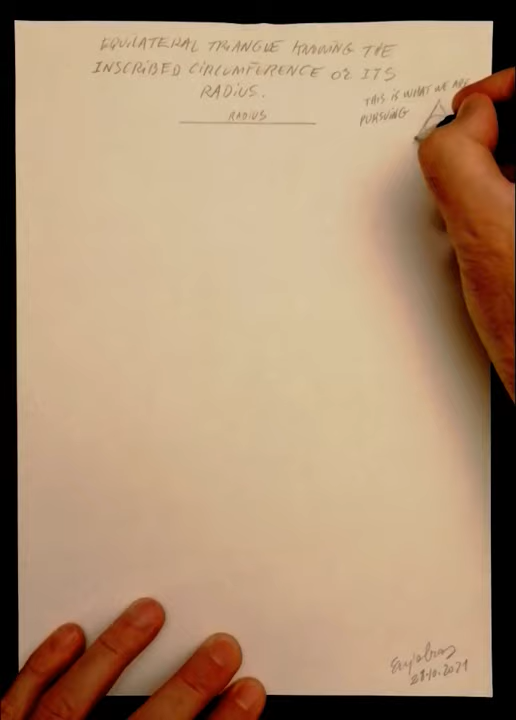 EQUILATERAL TRIANGLE KNOWING THE
INSCRIBED CIRCUMFERENCE OR ITS
RADIUS.
RADIUS
THIS IS WHAT WE ARE
PURSUING
28.10.2021